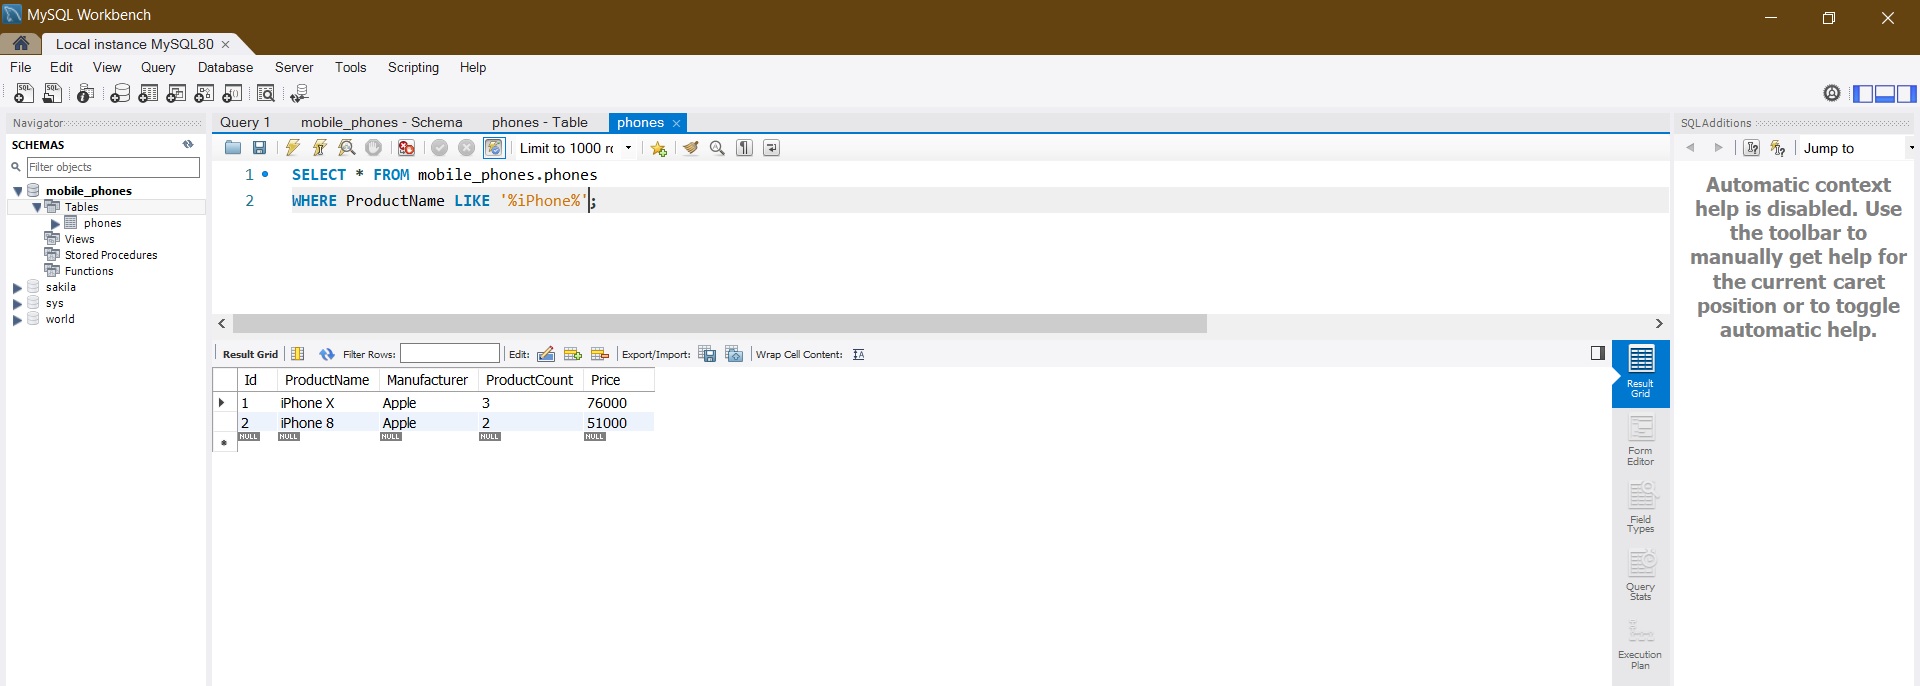 MySQL Workbench
Local instance MySQL80
File Edit View Query Database Server Tools Scripting Help
Navigator
SCHEMAS
Filter objects
mobile_phones
Tables
phones
Views
Stored Procedures
Functions
sakila
sys
world
Query 1 mobile_phones - Schema phones - Table phones
Limit to 1000 rc
1 SELECT * FROM mobile_phones.phones
2 WHERE ProductName LIKE '%iPhone%';
Result Grid Filter Rows: Edit: Export/Import: Wrap Cell Content:
Id ProductName Manufacturer ProductCount Price
1 iPhone X Apple 3 76000
2 iPhone 8 Apple 2 51000
NULL NULL NULL NULL NULL
Result
Grid
Form
Editor
Field
Types
Query
Stats
Execution
Plan
SQLAdditions
Jump to
Automatic context
help is disabled. Use
the toolbar to
manually get help for
the current caret
position or to toggle
automatic help.